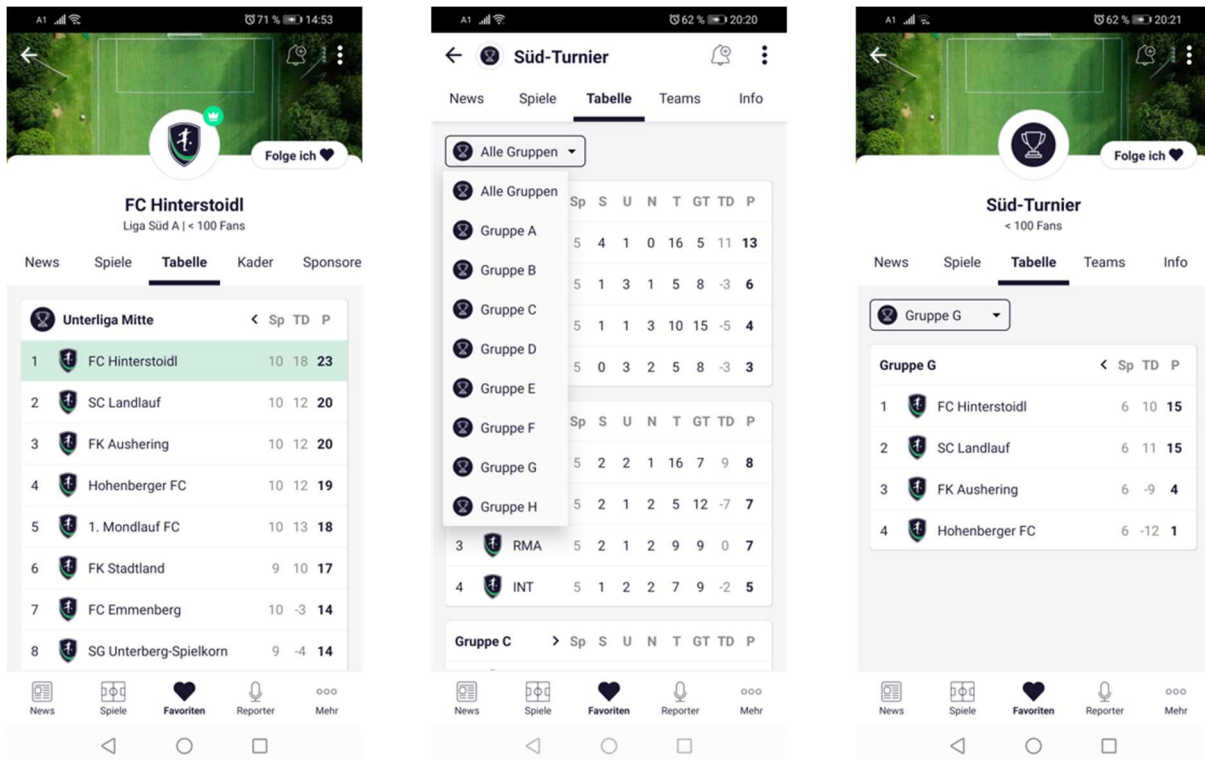 A1 71 % 14:53
Folge ich
FC Hinterstoidl
Liga Süd A | < 100 Fans
News Spiele Tabelle Kader Sponsore
Unterliga Mitte < Sp TD P
1 FC Hinterstoidl 10 18 23
2 SC Landlauf 10 12 20
3 FK Aushering 10 12 20
4 Hohenberger FC 10 12 19
5 1. Mondlauf FC 10 13 18
6 FK Stadtland 9 10 17
7 FC Emmenberg 10 -3 14
8 SG Unterberg-Spielkorn 9 -4 14
News Spiele Favoriten Reporter Mehr
A1 62 % 20:20
Süd-Turnier
News Spiele Tabelle Teams Info
Alle Gruppen
Alle Gruppen
Gruppe A
Gruppe B
Gruppe C
Gruppe D
Gruppe E
Gruppe F
Gruppe G
Gruppe H
Sp S U N T GT TD P
5 4 1 0 16 5 11 13
5 1 3 1 5 8 -3 6
5 1 1 3 10 15 -5 4
5 0 3 2 5 8 -3 3
Sp S U N T GT TD P
5 2 2 1 16 7 9 8
5 2 1 2 5 12 -7 7
3 RMA 5 2 1 2 9 9 0 7
4 INT 5 1 2 2 7 9 -2 5
Gruppe C > Sp S U N T GT TD P
News Spiele Favoriten Reporter Mehr
A1 62 % 20:21
Folge ich
Süd-Turnier
< 100 Fans
News Spiele Tabelle Teams Info
Gruppe G
Gruppe G < Sp TD P
1 FC Hinterstoidl 6 10 15
2 SC Landlauf 6 11 15
3 FK Aushering 6 -9 4
4 Hohenberger FC 6 -12 1
News Spiele Favoriten Reporter Mehr